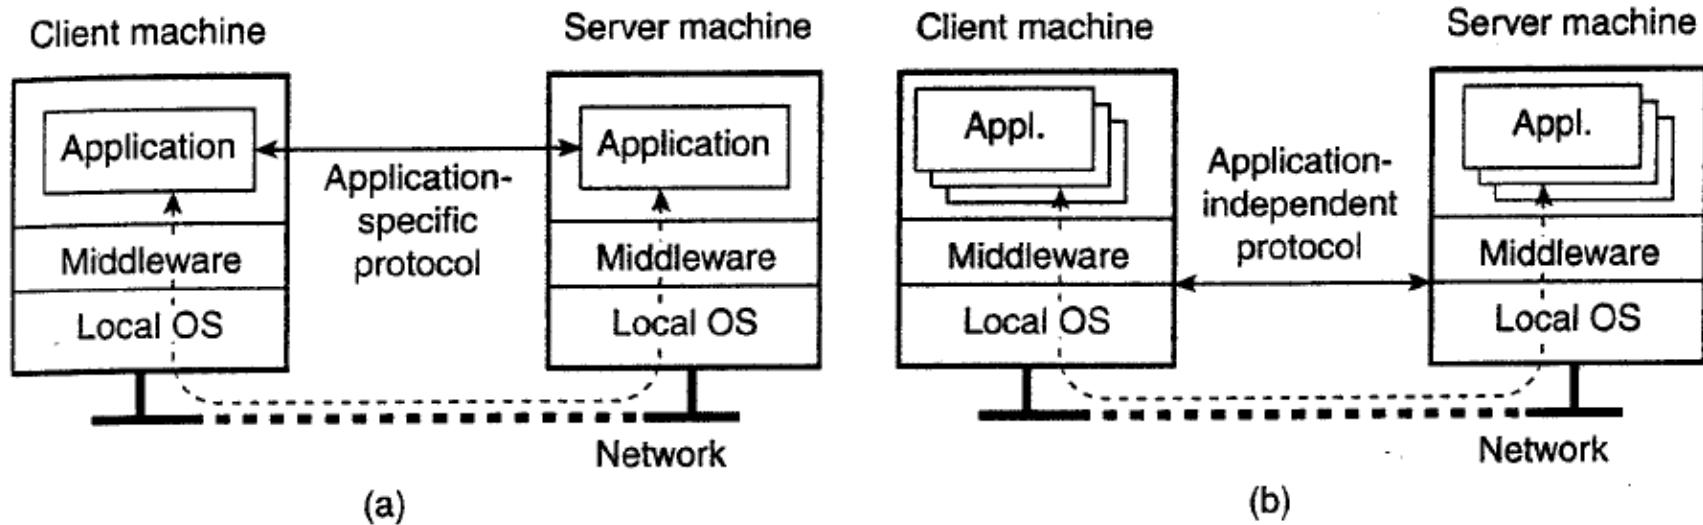 Client machine
Server machine
Application
Application
Application-
specific
protocol
Middleware
Middleware
Local OS
Local OS
Network
(a)
Client machine
Server machine
Appl.
Appl.
Application-
independent
protocol
Middleware
Middleware
Local OS
Local OS
Network
(b)